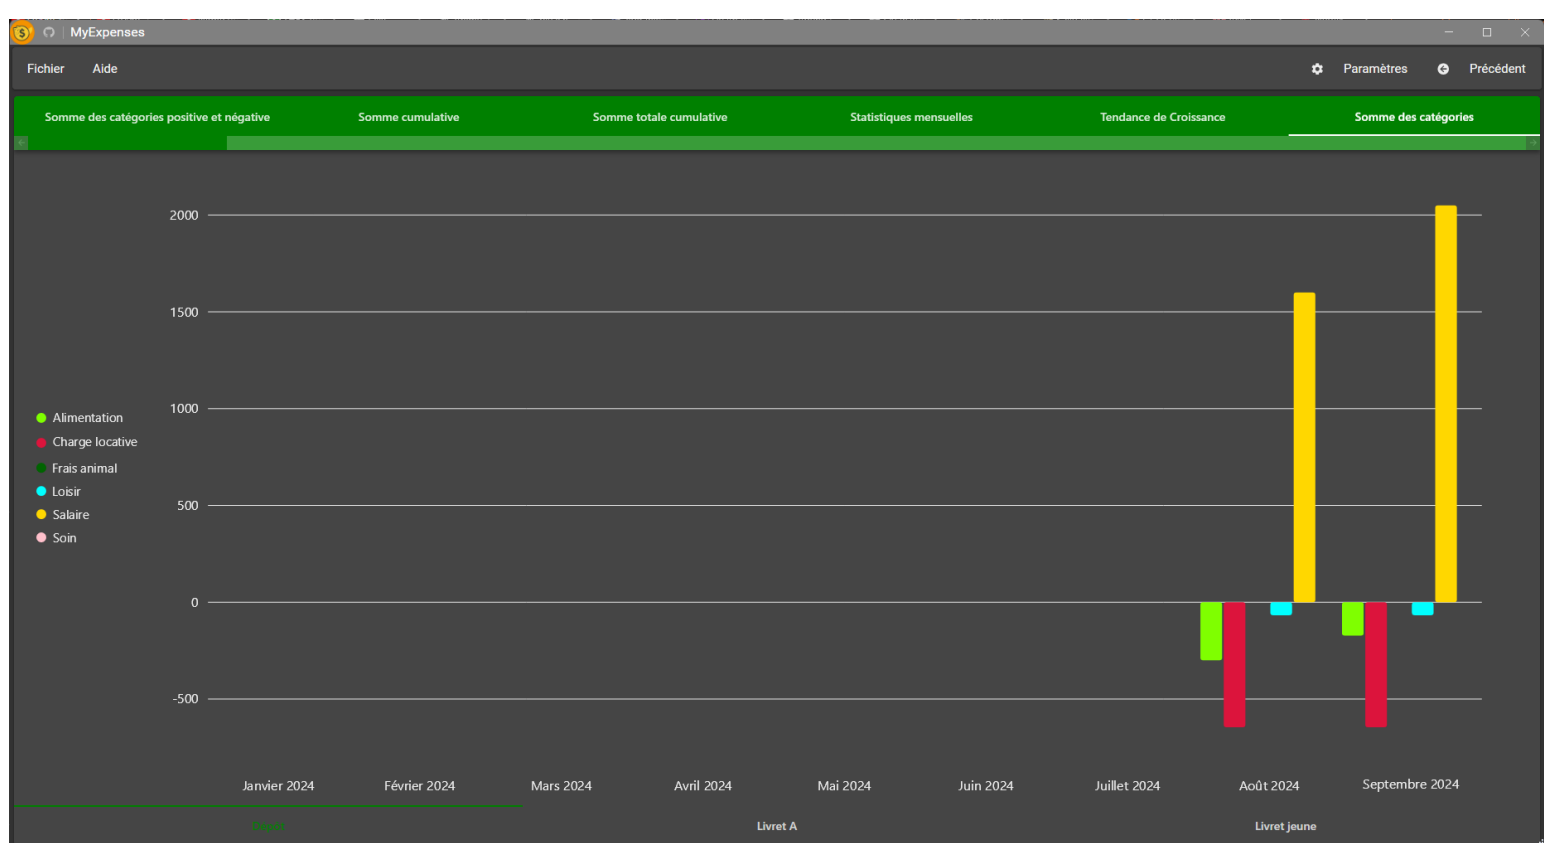 MyExpenses
Fichier Aide Paramètres Précédent
Somme des catégories positive et négative Somme cumulative Somme totale cumulative Statistiques mensuelles Tendance de Croissance Somme des catégories
2000
1500
1000
500
0
-500
Alimentation
Charge locative
Frais animal
Loisir
Salaire
Soin
Janvier 2024 Février 2024 Mars 2024 Avril 2024 Mai 2024 Juin 2024 Juillet 2024 Août 2024 Septembre 2024
Livret A Livret jeune